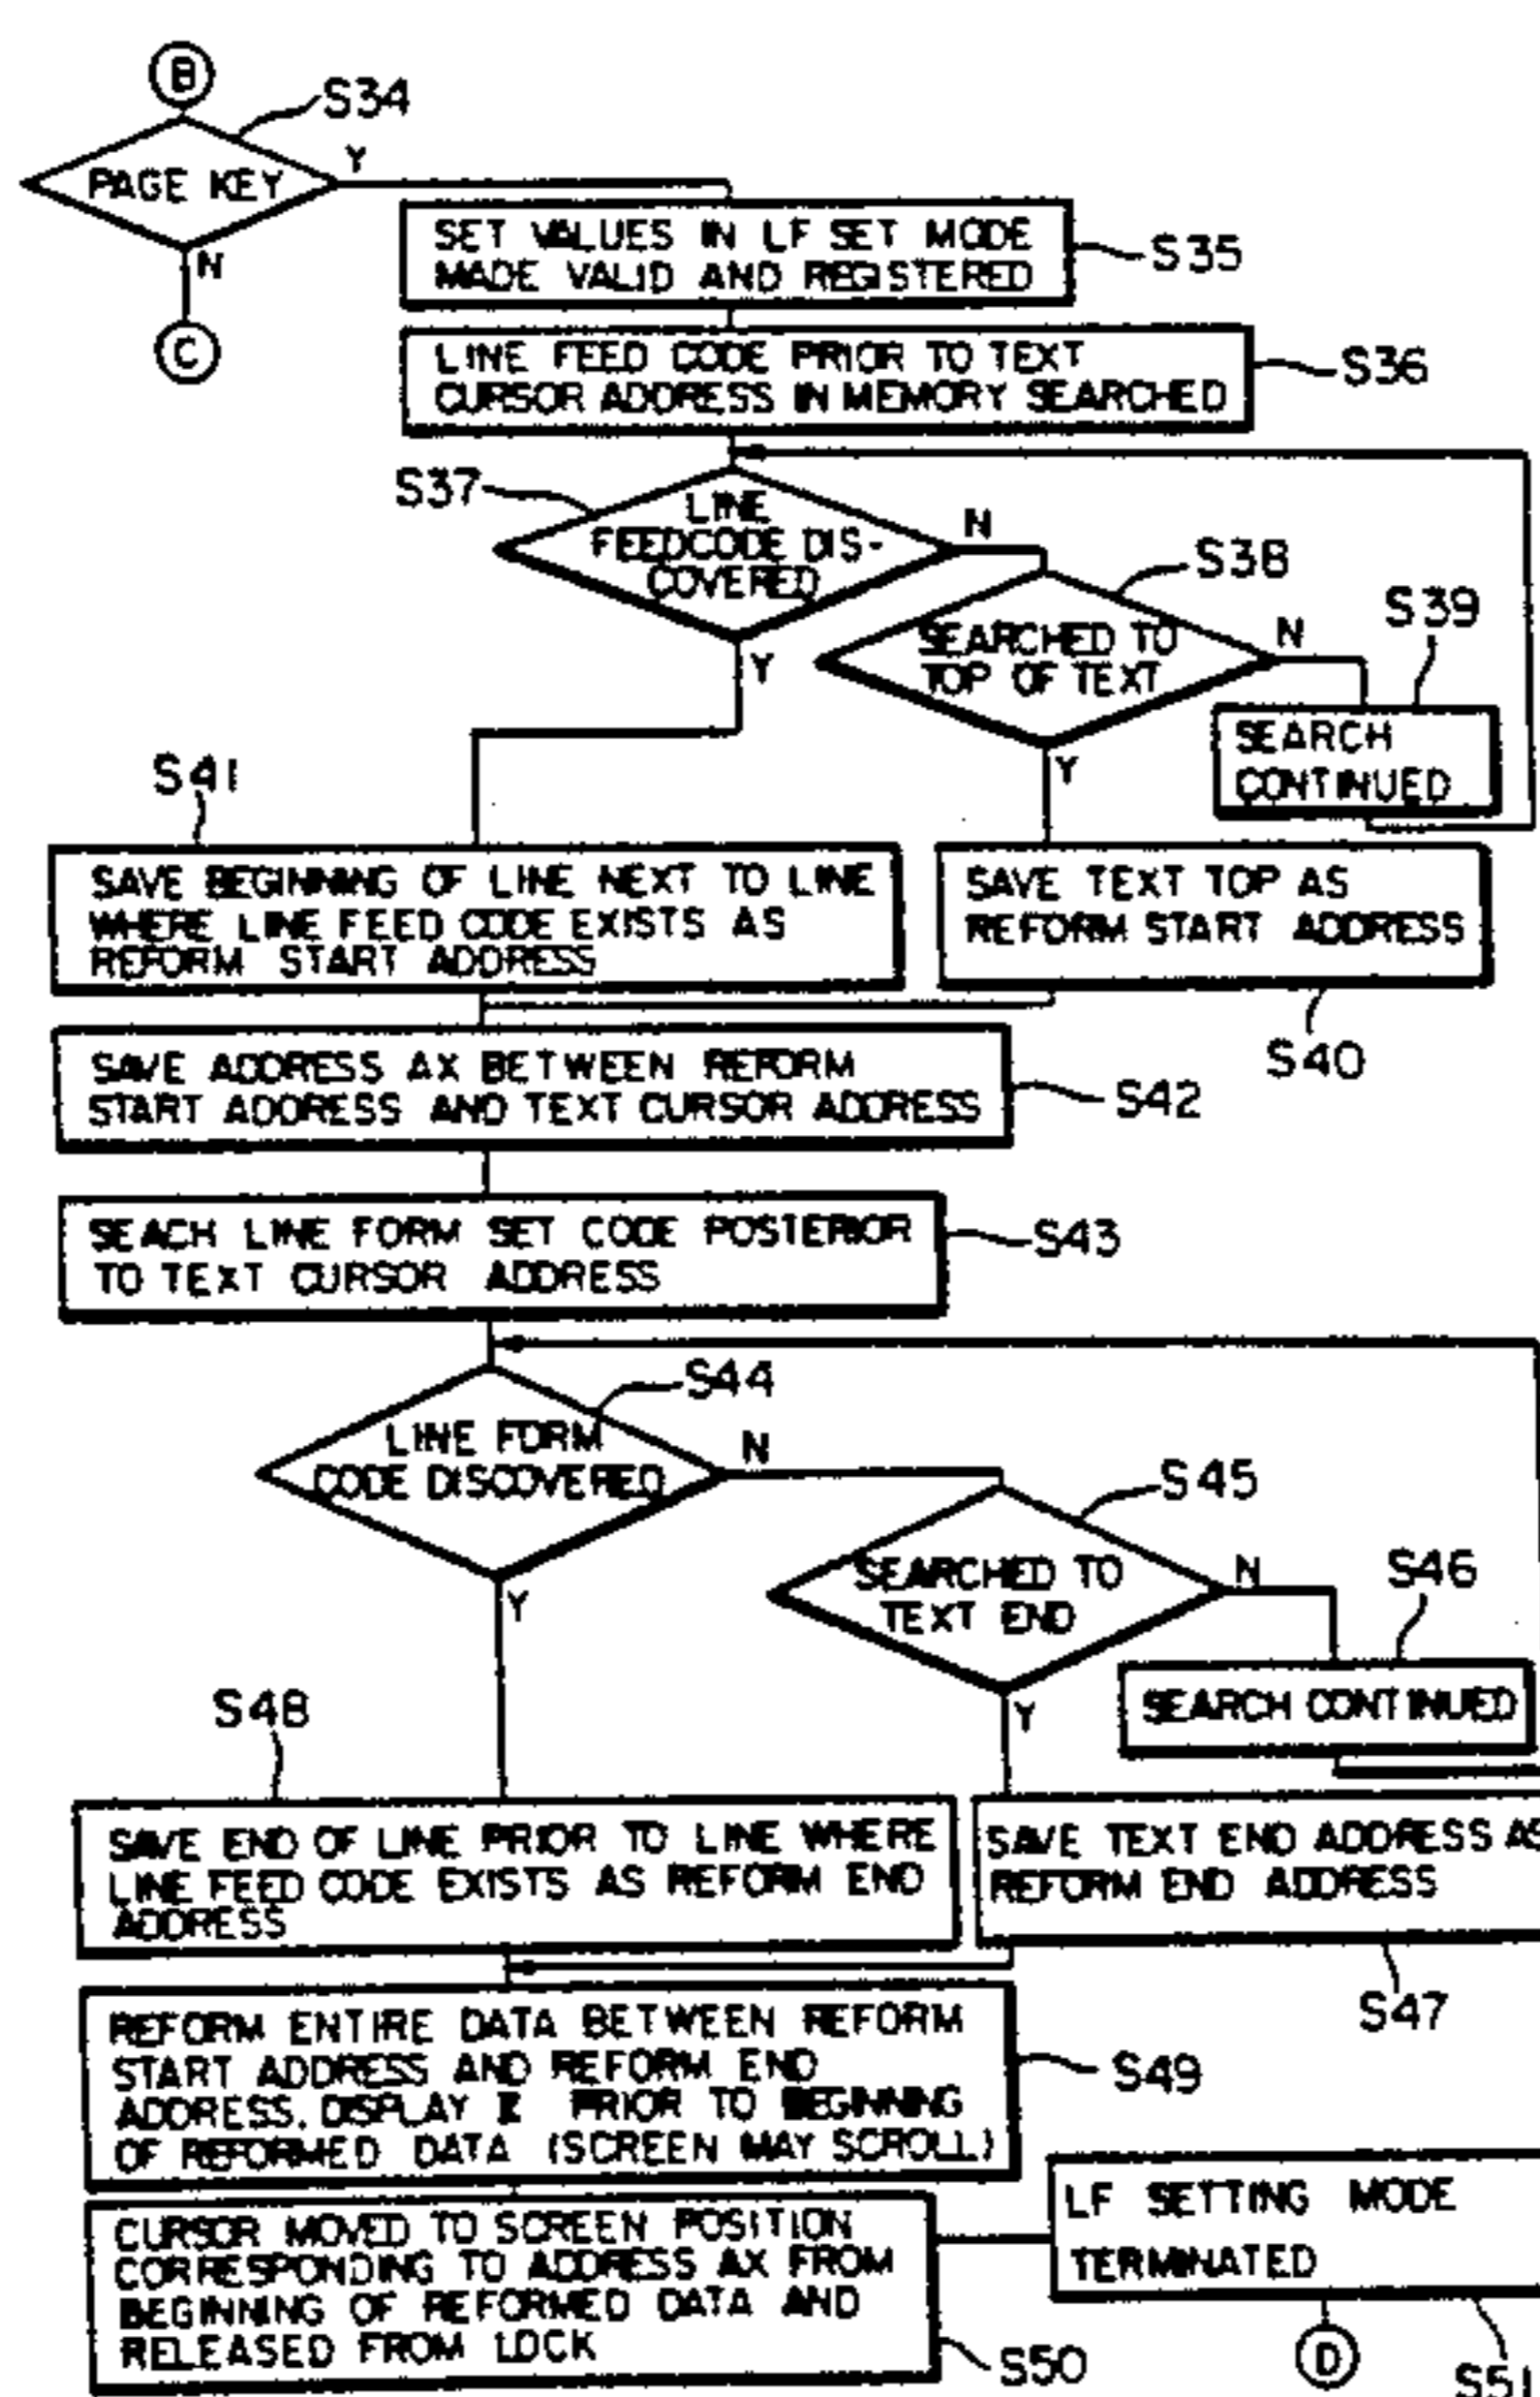 B
S34
PAGE KEY
Y
N
C
SET VALUES IN LF SET MODE
MADE VALID AND REGISTERED
S35
LINE FEED CODE PRIOR TO TEXT
CURSOR ADDRESS IN MEMORY SEARCHED
S36
S37
LINE
FEEDCODE DIS-
COVERED
N
Y
S38
SEARCHED TO
TOP OF TEXT
N
Y
S39
SEARCH
CONTINUED
S41
SAVE BEGINNING OF LINE NEXT TO LINE
WHERE LINE FEED CODE EXISTS AS
REFORM START ADDRESS
SAVE TEXT TOP AS
REFORM START ADDRESS
S40
SAVE ADDRESS ΔX BETWEEN REFORM
START ADDRESS AND TEXT CURSOR ADDRESS
S42
SEACH LINE FORM SET CODE POSTERIOR
TO TEXT CURSOR ADDRESS
S43
S44
LINE FORM
CODE DISCOVERED
N
Y
S45
SEARCHED TO
TEXT END
N
Y
S46
SEARCH CONTINUED
S48
SAVE END OF LINE PRIOR TO LINE WHERE
LINE FEED CODE EXISTS AS REFORM END
ADDRESS
SAVE TEXT END ADDRESS AS
REFORM END ADDRESS
S47
REFORM ENTIRE DATA BETWEEN REFORM
START ADDRESS AND REFORM END
ADDRESS. DISPLAY PRIOR TO BEGINNING
OF REFORMED DATA (SCREEN MAY SCROLL)
S49
CURSOR MOVED TO SCREEN POSITION
CORRESPONDING TO ADDRESS ΔX FROM
BEGINNING OF REFORMED DATA AND
RELEASED FROM LOCK
S50
LF SETTING MODE
TERMINATED
D
S51